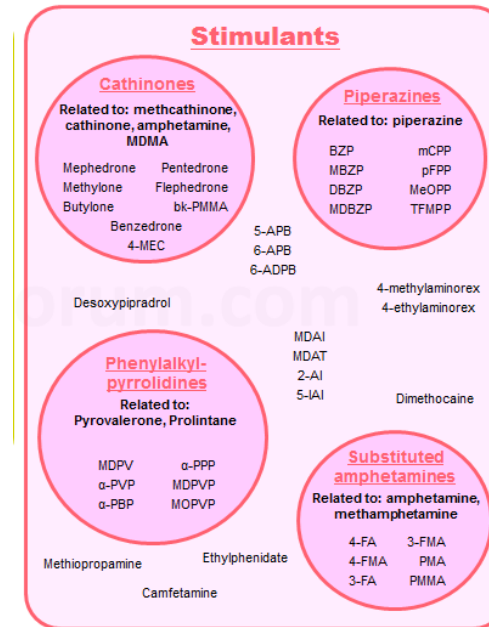 Stimulants
Cathinones
Related to: methcathinone,
cathinone, amphetamine,
MDMA
Mephedrone Pentedrone
Methylone Flephedrone
Butylone bk-PMMA
Benzedrone
4-MEC
Piperazines
Related to: piperazine
BZP mCPP
MBZP pFPP
DBZP MeOPP
MDBZP TFMPP
5-APB
6-APB
6-ADPB
4-methylaminorex
4-ethylaminorex
Desoxypipradrol
orum.com
MDAI
MDAT
2-AI
5-IAI
Dimethocaine
Phenylalkyl-
pyrrolidines
Related to:
Pyrovalerone, Prolintane
MDPV α-PPP
α-PVP MDPVP
α-PBP MOPVP
Substituted
amphetamines
Related to: amphetamine,
methamphetamine
4-FA 3-FMA
4-FMA PMA
3-FA PMMA
Methiopropamine
Ethylphenidate
Camfetamine